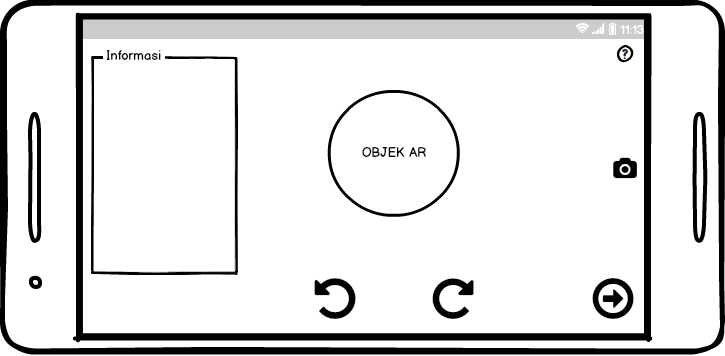 11:13
Informasi
?
OBJEK AR